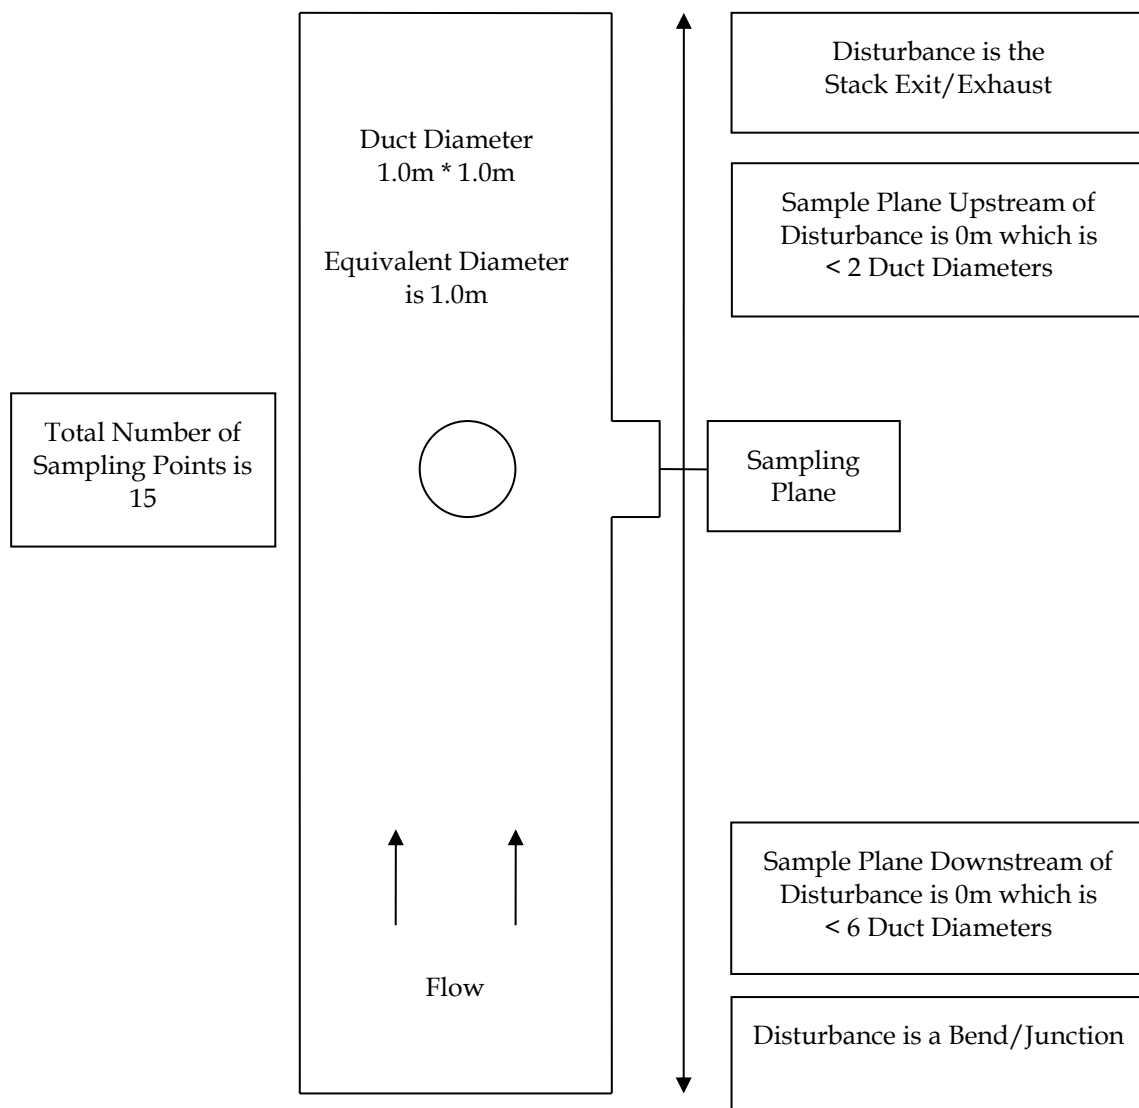 Disturbance is the
Stack Exit/Exhaust
Duct Diameter
1.0m * 1.0m
Sample Plane Upstream of
Disturbance is 0m which is
< 2 Duct Diameters
Equivalent Diameter
is 1.0m
Total Number of
Sampling Points is
15
Sampling
Plane
Sample Plane Downstream of
Disturbance is 0m which is
< 6 Duct Diameters
Flow
Disturbance is a Bend/Junction